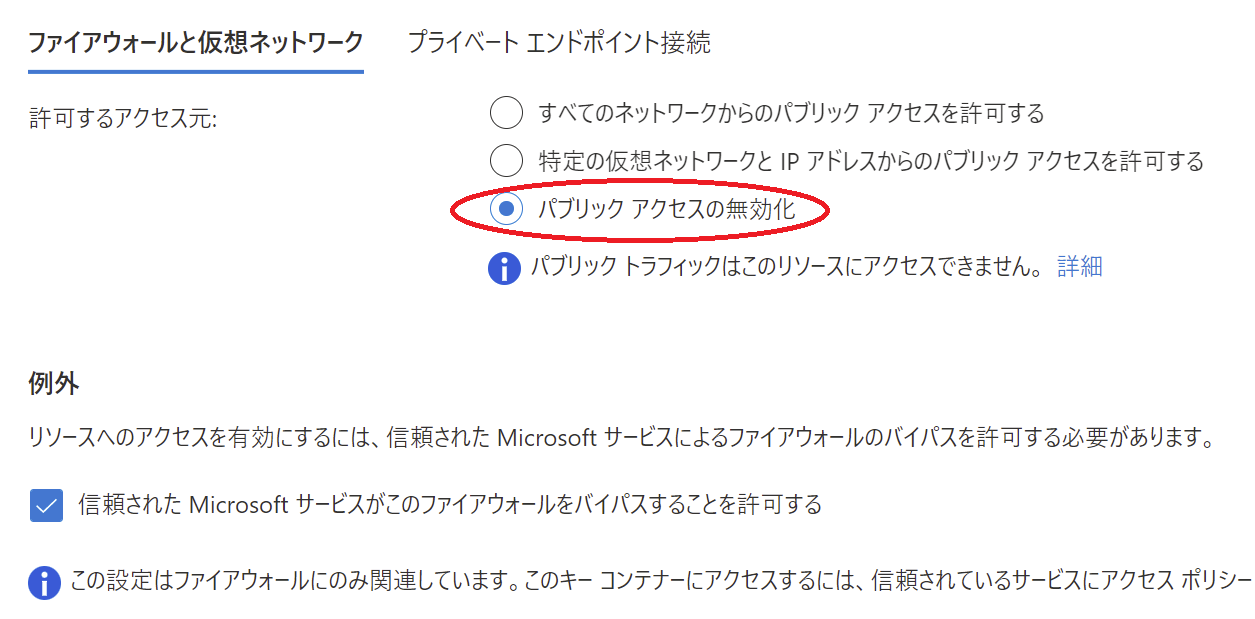 ファイアウォールと仮想ネットワーク プライベート エンドポイント接続
許可するアクセス元:
すべてのネットワークからのパブリック アクセスを許可する
特定の仮想ネットワークと IP アドレスからのパブリック アクセスを許可する
パブリック アクセスの無効化
パブリック トラフィックはこのリソースにアクセスできません。 詳細
例外
リソースへのアクセスを有効にするには、信頼された Microsoft サービスによるファイアウォールのバイパスを許可する必要があります。
信頼された Microsoft サービスがこのファイアウォールをバイパスすることを許可する
この設定はファイアウォールにのみ関連しています。このキー コンテナーにアクセスするには、信頼されているサービスにアクセス ポリシー